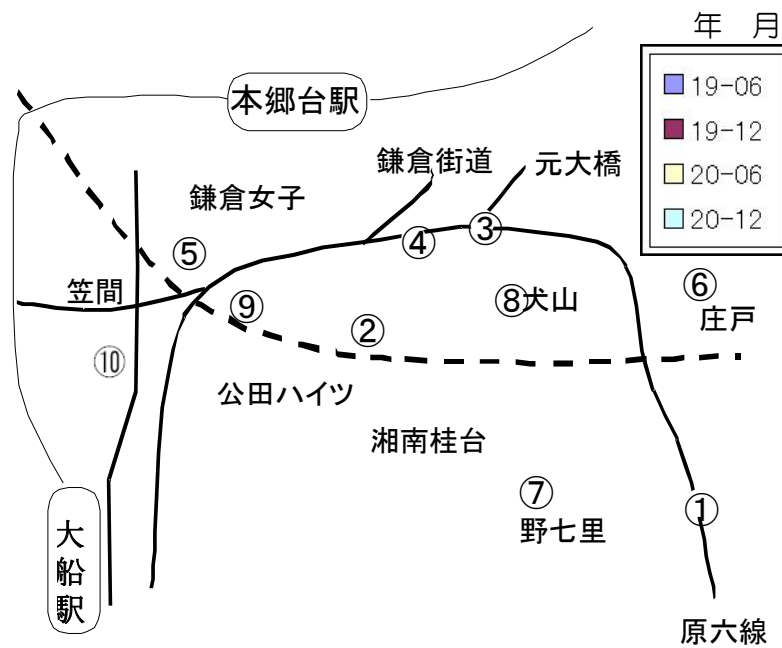 年 月
19-06
19-12
20-06
20-12
本郷台駅
鎌倉街道
元大橋
鎌倉女子
③
④
⑤
笠間
⑥
庄戸
⑧犬山
⑨
②
⑩
公田ハイツ
湘南桂台
⑦
野七里
①
大船駅
原六線